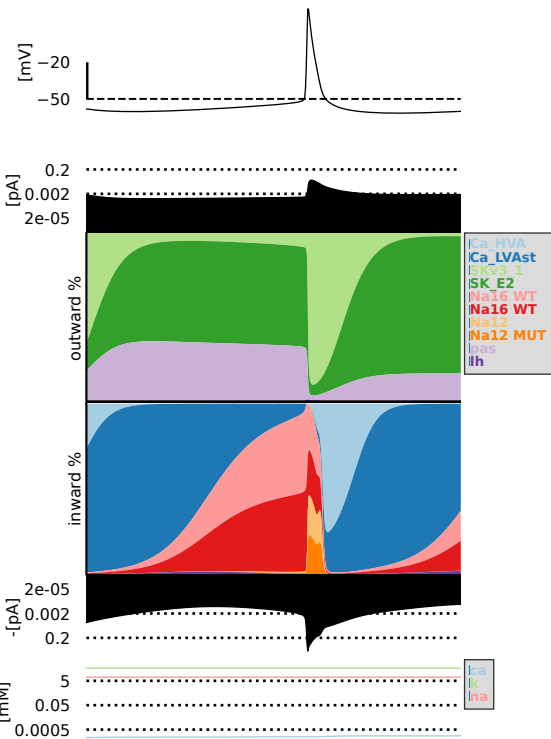 [mV]
−20
−50
[pA]
0.2
0.002
2e-05
outward %
Ca_HVA
Ca_LVAst
SKv3_1
SK_E2
Na16 WT
Na16 WT
Na12
Na12 MUT
pas
Ih
inward %
-[pA]
2e-05
0.002
0.2
[mM]
5
0.05
0.0005
ca
k
na